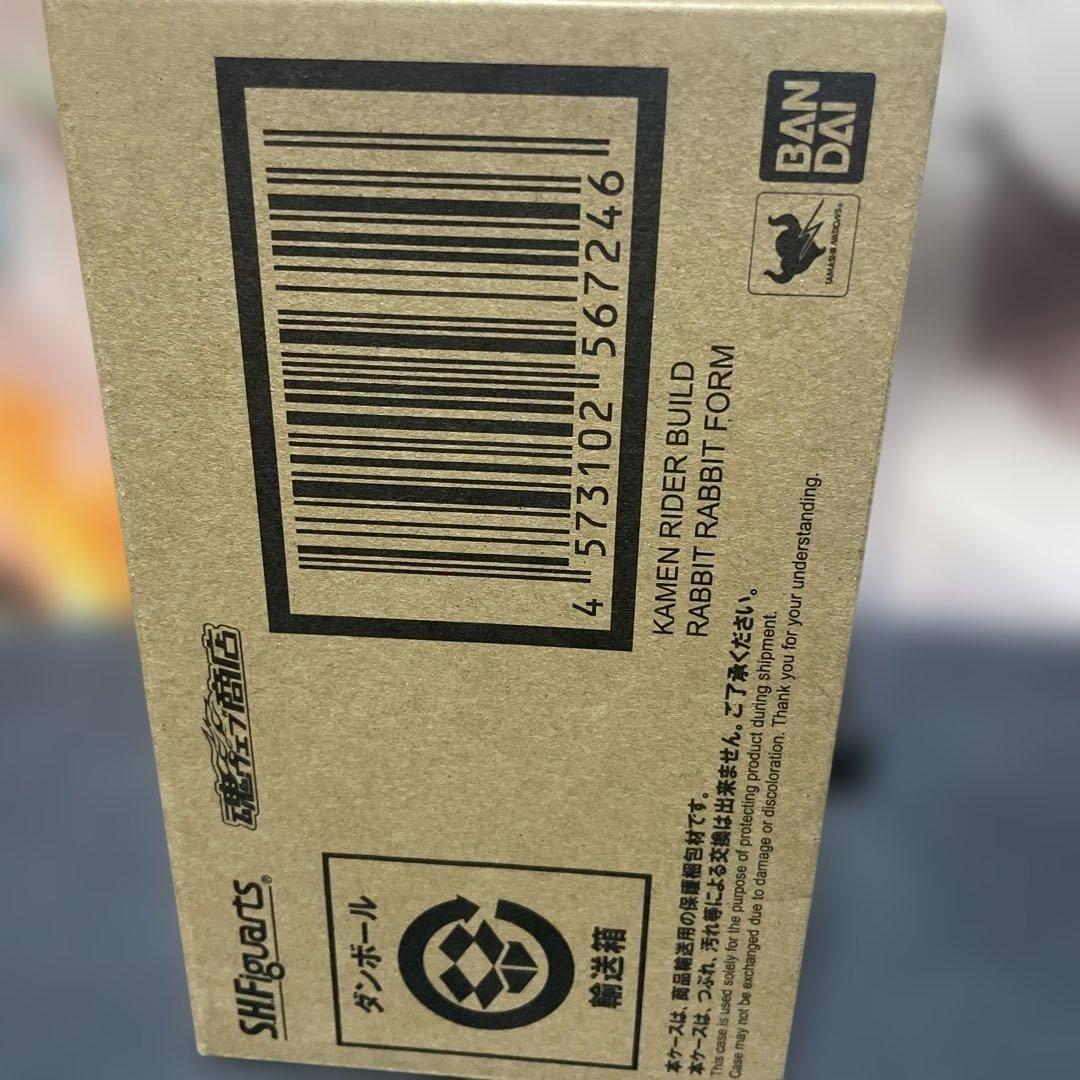 S.H.Figuarts®
魂ウェブ商店
ダンボール
輸送箱
4 573102 567246
KAMEN RIDER BUILD
RABBIT RABBIT FORM
BAN
DAI
TAMASHII NATIONS®
本ケースは、商品輸送用の保護梱包材です。
本ケースは、つぶれ、汚れ等による交換は出来ません。ご了承ください。
This case is used solely for the purpose of protecting product during shipment.
Case may not be exchanged due to damage or discoloration. Thank you for your understanding.